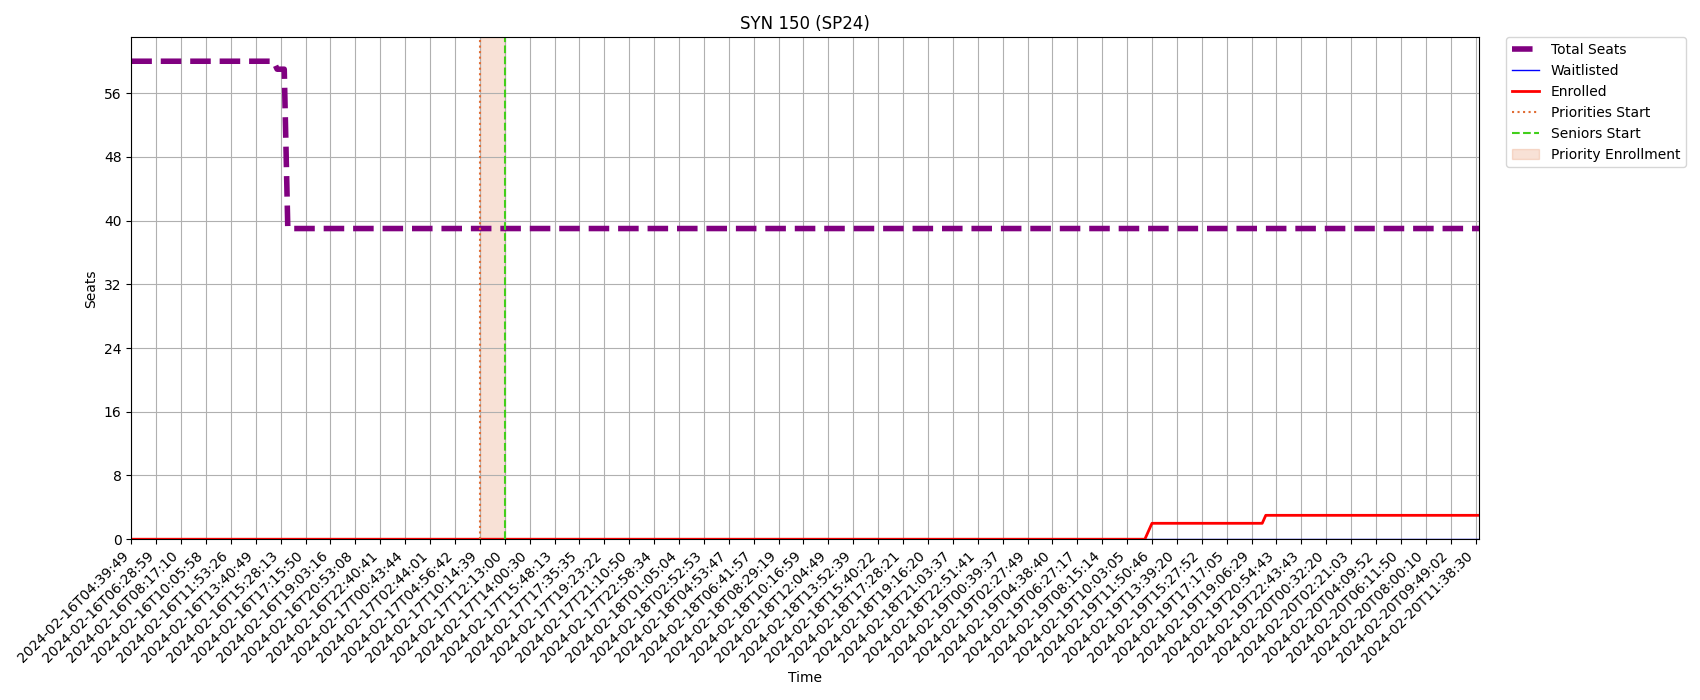 SYN 150 (SP24)
Total Seats
Waitlisted
Enrolled
Priorities Start
Seniors Start
Priority Enrollment
Seats
56
48
40
32
24
16
8
0
2024-02-16T04:39:49
2024-02-16T06:28:59
2024-02-16T08:17:10
2024-02-16T10:05:58
2024-02-16T11:53:26
2024-02-16T13:40:49
2024-02-16T15:28:13
2024-02-16T17:15:50
2024-02-16T19:03:16
2024-02-16T20:53:08
2024-02-16T22:40:41
2024-02-17T00:43:44
2024-02-17T02:44:01
2024-02-17T04:56:42
2024-02-17T10:14:39
2024-02-17T12:13:00
2024-02-17T14:00:30
2024-02-17T15:48:13
2024-02-17T17:35:35
2024-02-17T19:23:22
2024-02-17T21:10:50
2024-02-17T22:58:34
2024-02-18T01:05:04
2024-02-18T02:52:53
2024-02-18T04:53:47
2024-02-18T06:41:57
2024-02-18T08:29:19
2024-02-18T10:16:59
2024-02-18T12:04:49
2024-02-18T13:52:39
2024-02-18T15:40:22
2024-02-18T17:28:21
2024-02-18T19:16:20
2024-02-18T21:03:37
2024-02-18T22:51:41
2024-02-19T00:39:37
2024-02-19T02:27:49
2024-02-19T04:38:40
2024-02-19T06:27:17
2024-02-19T08:15:14
2024-02-19T10:03:05
2024-02-19T11:50:46
2024-02-19T13:39:20
2024-02-19T15:27:52
2024-02-19T17:17:05
2024-02-19T19:06:29
2024-02-19T20:54:43
2024-02-19T22:43:43
2024-02-20T00:32:20
2024-02-20T02:21:03
2024-02-20T04:09:52
2024-02-20T06:11:50
2024-02-20T08:00:10
2024-02-20T09:49:02
2024-02-20T11:38:30
Time